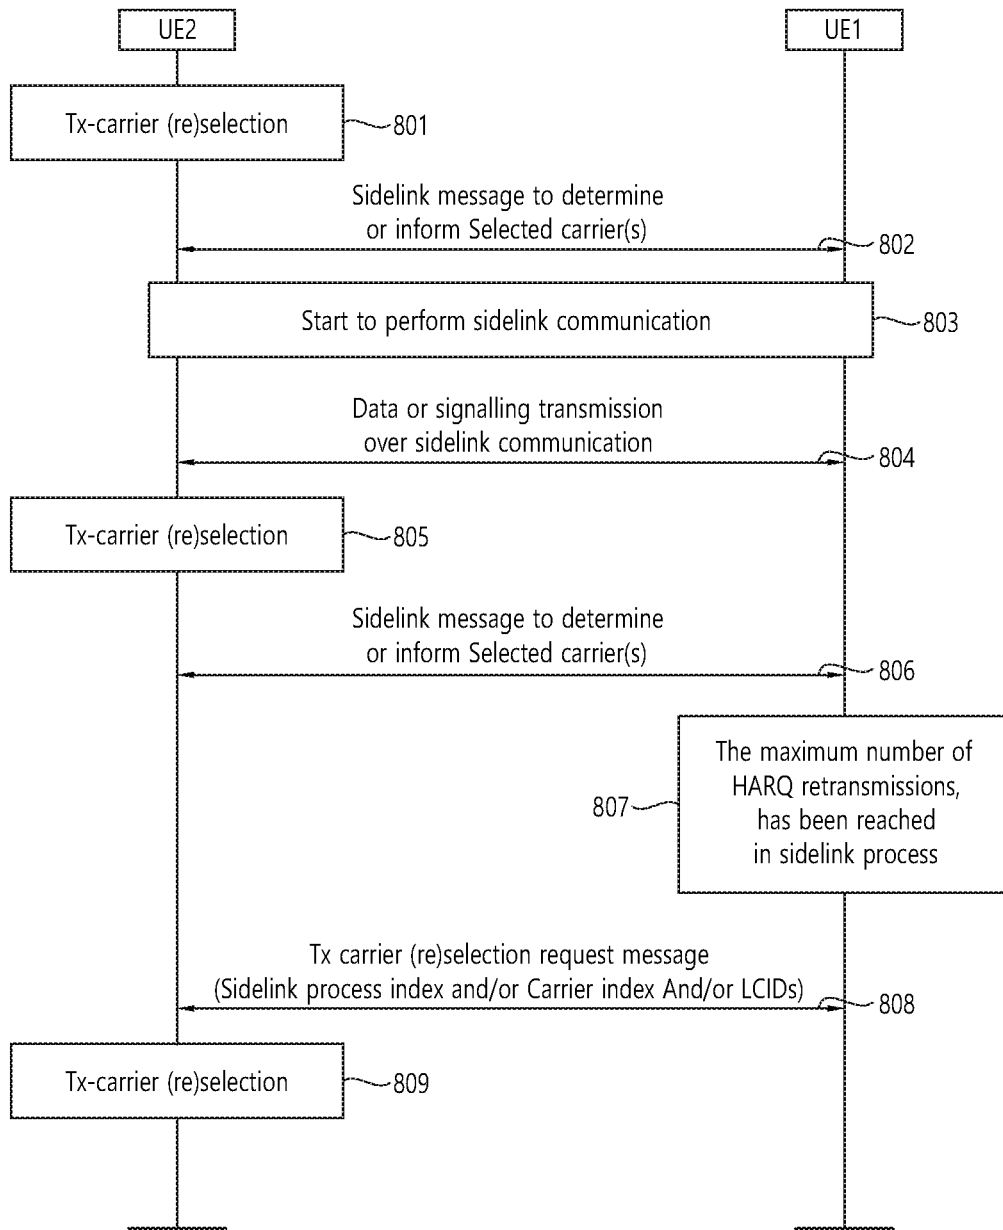 UE2
UE1
Tx-carrier (re)selection
801
Sidelink message to determine
or inform Selected carrier(s)
802
Start to perform sidelink communication
803
Data or signalling transmission
over sidelink communication
804
Tx-carrier (re)selection
805
Sidelink message to determine
or inform Selected carrier(s)
806
The maximum number of
HARQ retransmissions,
has been reached
in sidelink process
807
Tx carrier (re)selection request message
(Sidelink process index and/or Carrier index And/or LCIDs)
808
Tx-carrier (re)selection
809